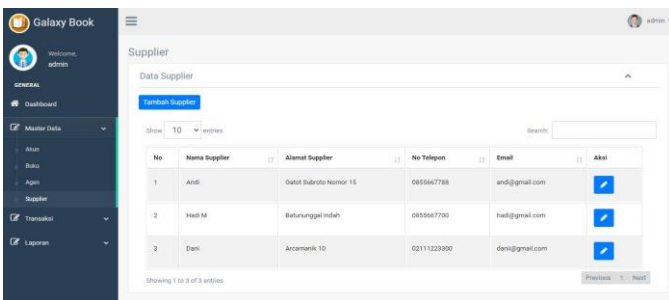 Galaxy Book
admin
Welcome,
admin
GENERAL
Dashboard
Master Data
Akun
Buku
Agen
Supplier
Transaksi
Laporan
Supplier
Data Supplier
Tambah Supplier
Show 10 entries
Search:
No Nama Supplier Alamat Supplier No Telepon Email Aksi
1 Andi Gatot Subroto Nomor 15 0855667788 andi@gmail.com
2 Hadi M Batununggal Indah 0855667700 hadi@gmail.com
3 Dani Arcamanik 10 02111223300 danii@gmail.com
Showing 1 to 3 of 3 entries
Previous 1 Next